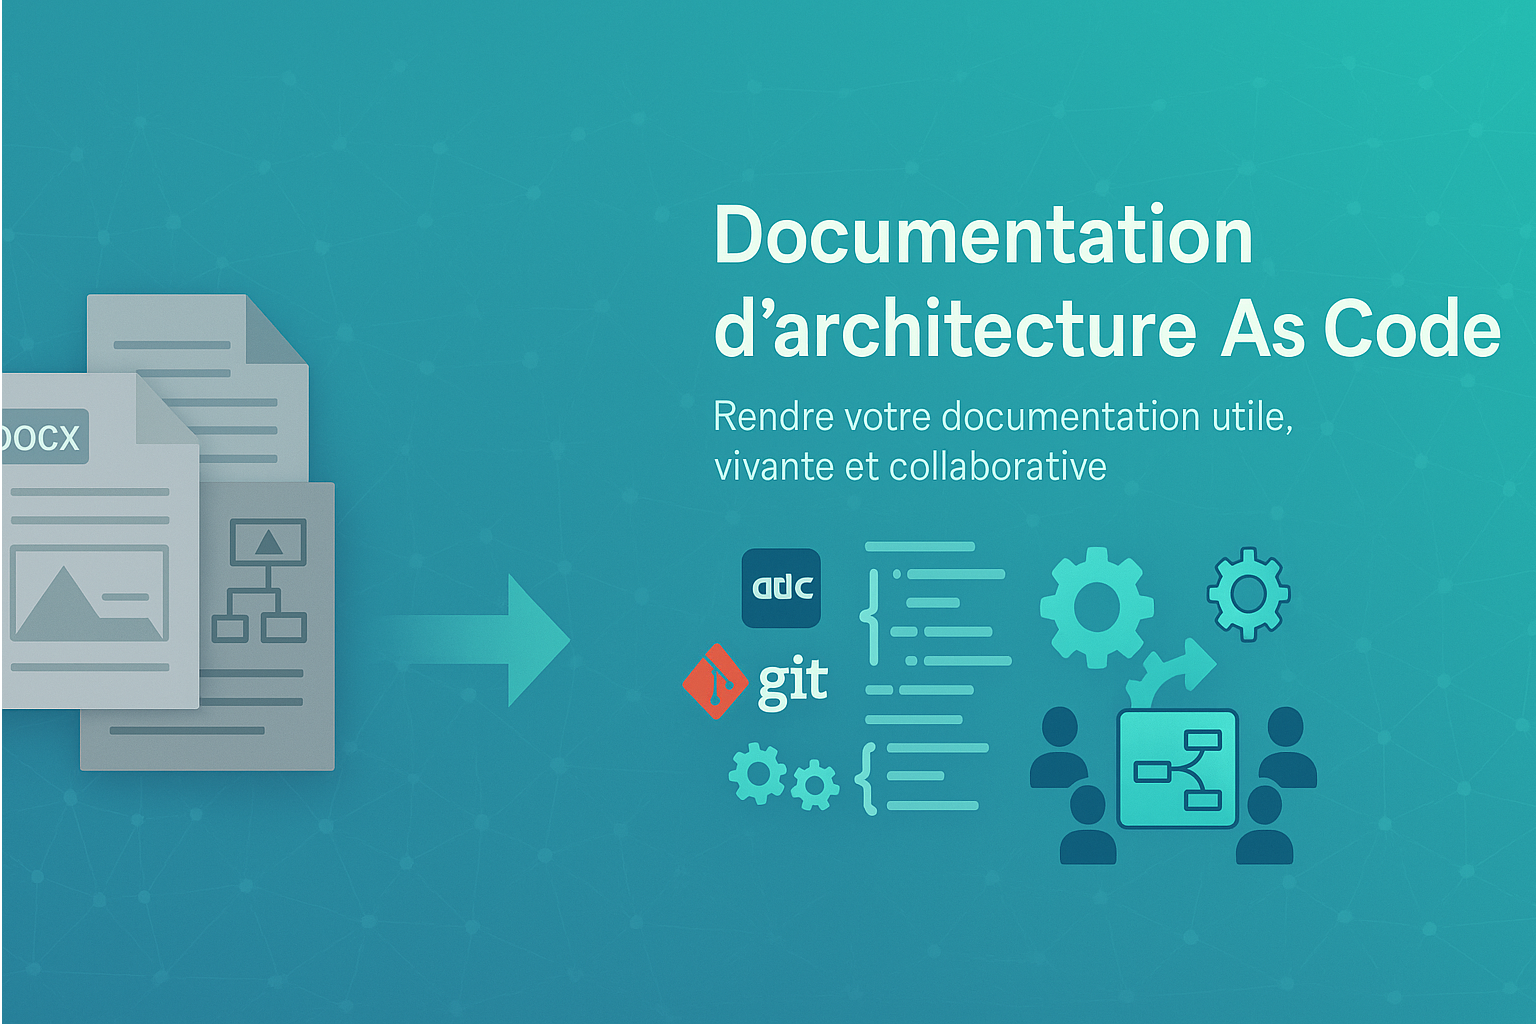 Documentation
d’architecture As Code
Rendre votre documentation utile,
vivante et collaborative
DOCX
adc
git